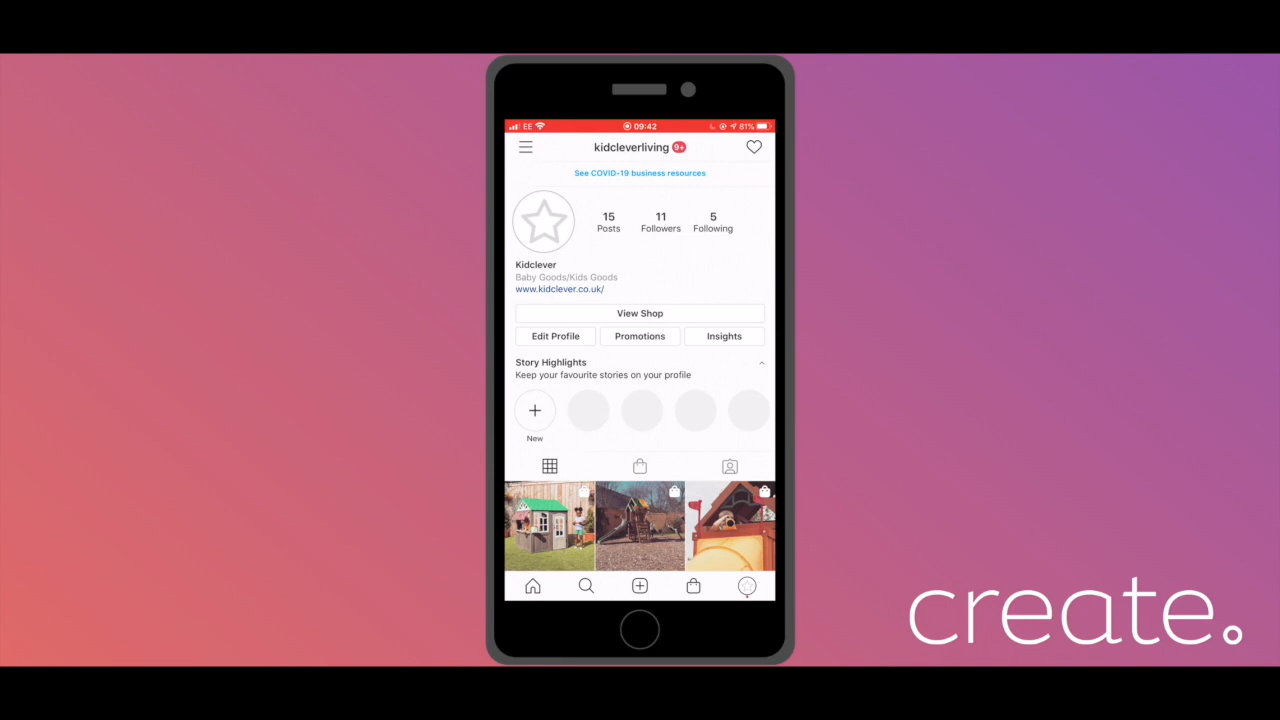 EE 09:42 81%
kidcleverliving 9+
See COVID-19 business resources
15 11 5
Posts Followers Following
Kidclever
Baby Goods/Kids Goods
www.kidclever.co.uk/
View Shop
Edit Profile Promotions Insights
Story Highlights
Keep your favourite stories on your profile
New
create.